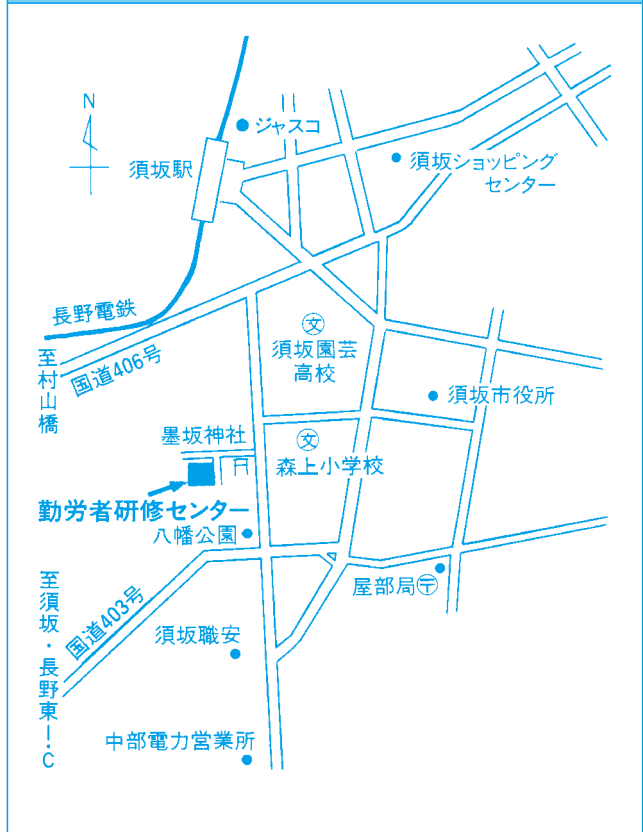 N
ジャスコ
須坂駅
須坂ショッピング
センター
長野電鉄
国道406号
至村山橋
文
須坂園芸
高校
須坂市役所
墨坂神社
文
森上小学校
勤労者研修センター
八幡公園
屋部局〒
国道403号
至須坂・長野東I.C
須坂職安
中部電力営業所